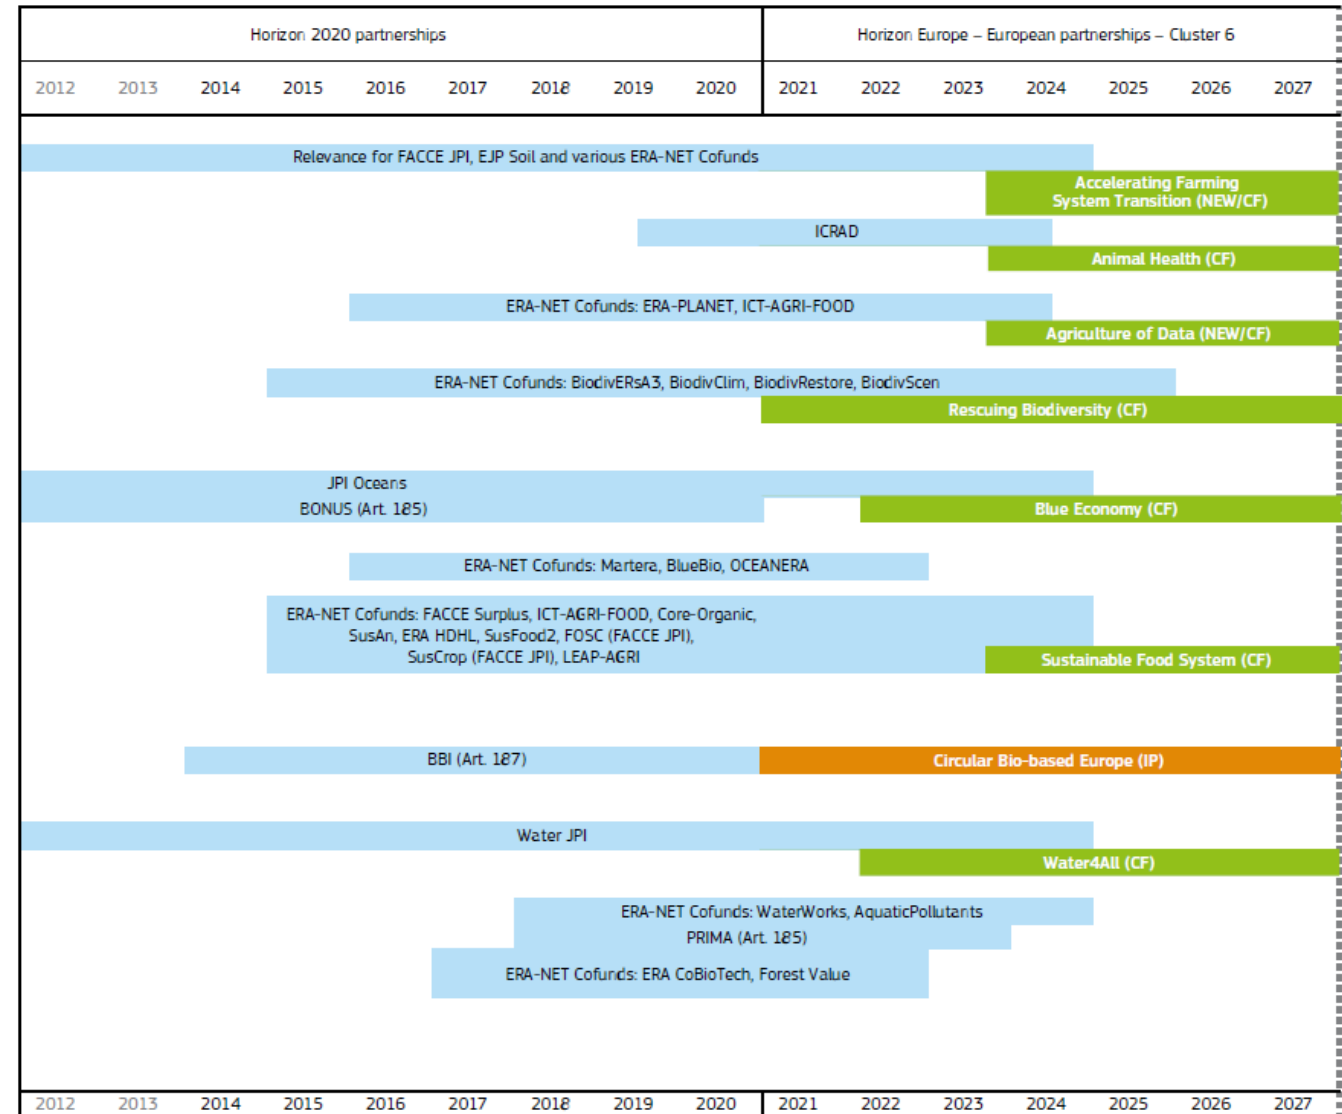 Horizon 2020 partnerships
Horizon Europe – European partnerships – Cluster 6
2012 2013 2014 2015 2016 2017 2018 2019 2020 2021 2022 2023 2024 2025 2026 2027
Relevance for FACCE JPI, EJP Soil and various ERA-NET Cofunds
Accelerating Farming
System Transition (NEW/CF)
ICRAD
Animal Health (CF)
ERA-NET Cofunds: ERA-PLANET, ICT-AGRI-FOOD
Agriculture of Data (NEW/CF)
ERA-NET Cofunds: BiodivERsA3, BiodivClim, BiodivRestore, BiodivScen
Rescuing Biodiversity (CF)
JPI Oceans
BONUS (Art. 185)
Blue Economy (CF)
ERA-NET Cofunds: Martera, BlueBio, OCEANERA
ERA-NET Cofunds: FACCE Surplus, ICT-AGRI-FOOD, Core-Organic,
SusAn, ERA HDHL, SusFood2, FOSC (FACCE JPI),
SusCrop (FACCE JPI), LEAP-AGRI
Sustainable Food System (CF)
BBI (Art. 187)
Circular Bio-based Europe (IP)
Water JPI
Water4All (CF)
ERA-NET Cofunds: WaterWorks, AquaticPollutants
PRIMA (Art. 185)
ERA-NET Cofunds: ERA CoBioTech, Forest Value
2012 2013 2014 2015 2016 2017 2018 2019 2020 2021 2022 2023 2024 2025 2026 2027